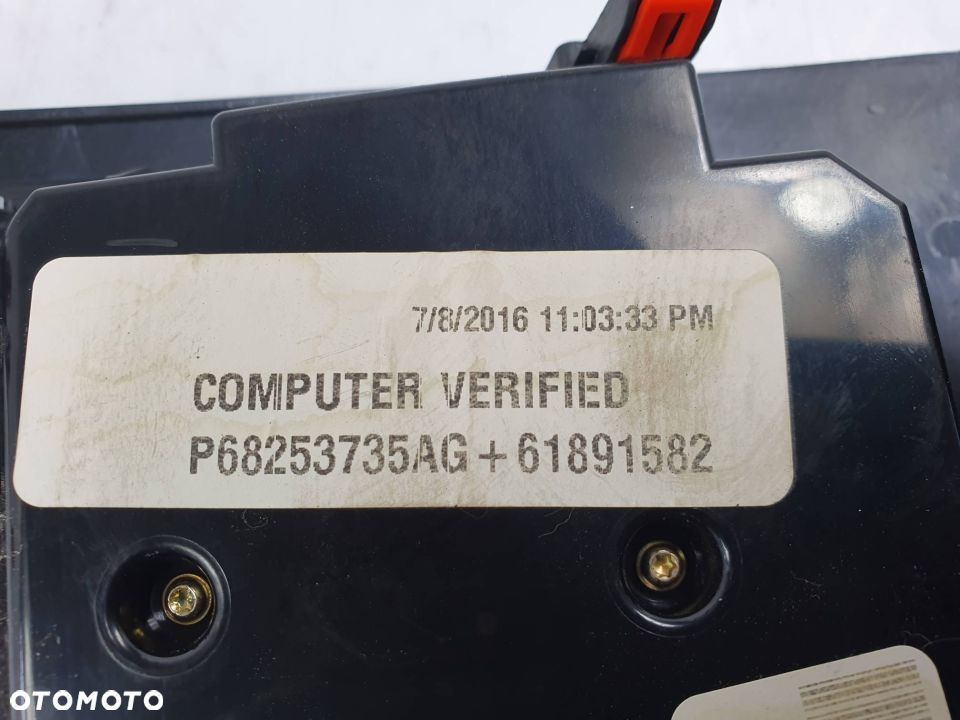 7/8/2016 11:03:33 PM
COMPUTER VERIFIED
P68253735AG + 61891582
OTOMOTO